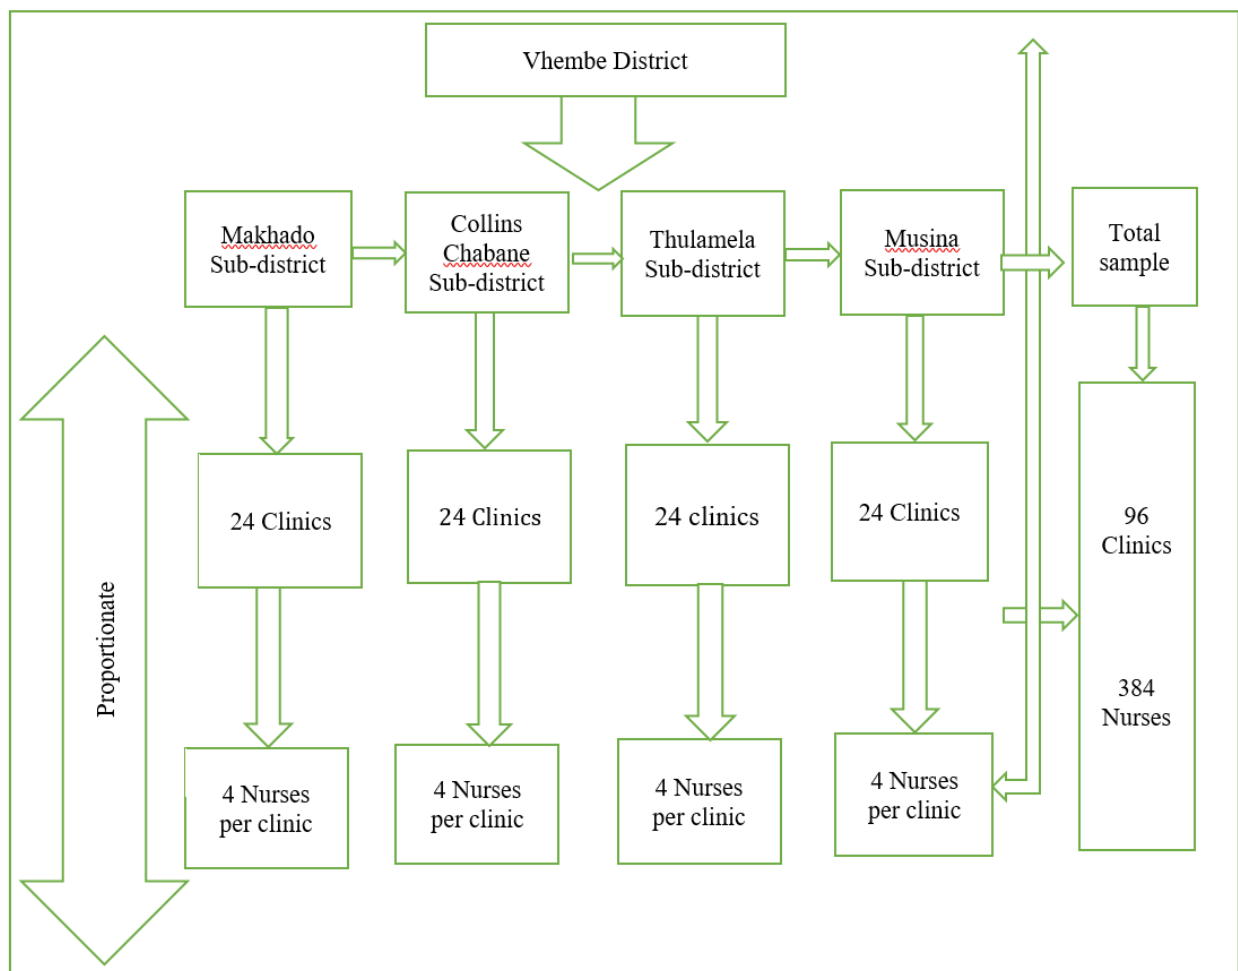 Vhembe District
Makhado
Sub-district
Collins
Chabane
Sub-district
Thulamela
Sub-district
Musina
Sub-district
Total
sample
Proportionate
24 Clinics
24 Clinics
24 clinics
24 Clinics
96
Clinics
384
Nurses
4 Nurses
per clinic
4 Nurses
per clinic
4 Nurses
per clinic
4 Nurses
per clinic